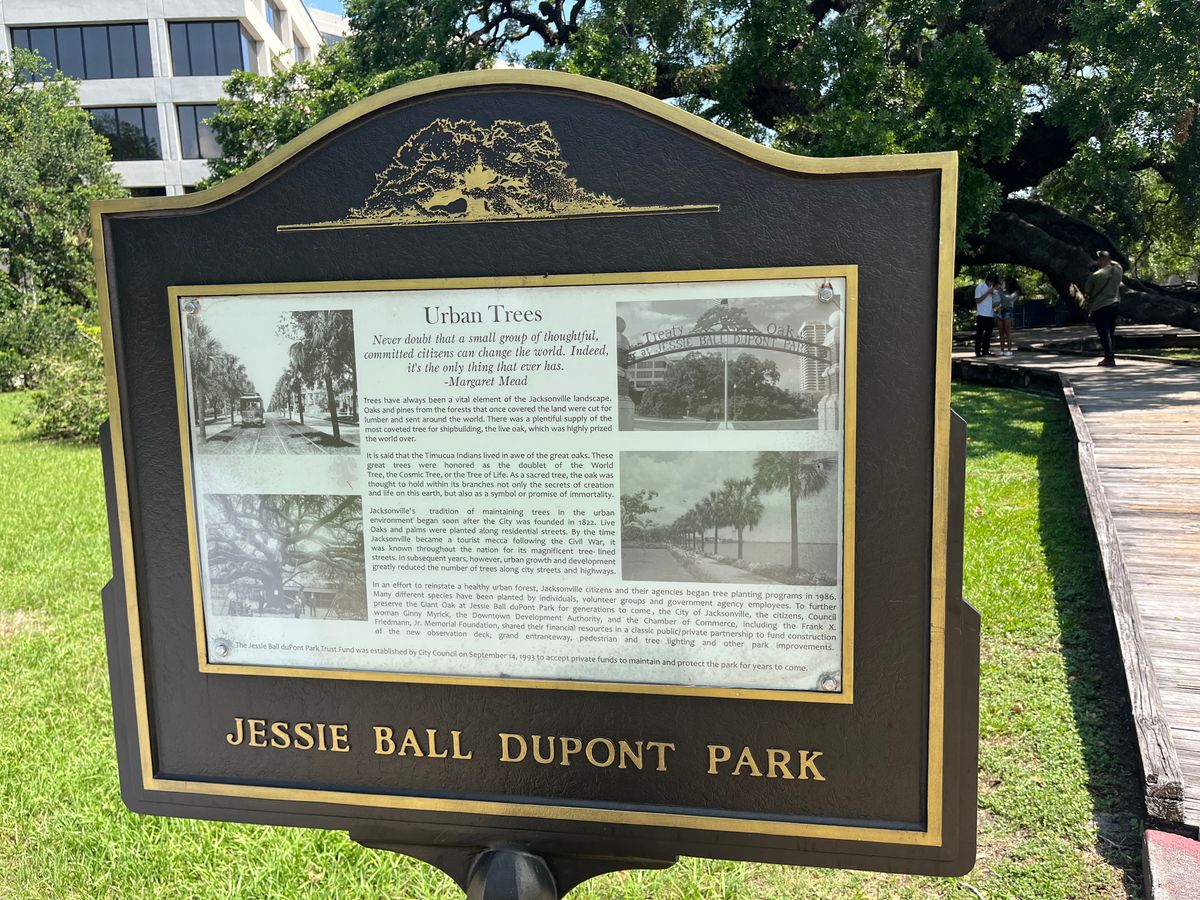 Urban Trees
Never doubt that a small group of thoughtful,
committed citizens can change the world. Indeed,
it's the only thing that ever has.
-Margaret Mead
Trees have always been a vital element of the Jacksonville landscape.
Oaks and pines from the forests that once covered the land were cut for
lumber and sent around the world. There was a plentiful supply of the
most coveted tree for shipbuilding, the live oak, which was highly prized
the world over.
It is said that the Timucua Indians lived in awe of the great oaks. These
great trees were honored as the doublet of the World
Tree, the Cosmic Tree, or the Tree of Life. As a sacred tree, the oak was
thought to hold within its branches not only the secrets of creation
and life on this earth, but also as a symbol or promise of immortality.
Jacksonville's tradition of maintaining trees in the urban
environment began soon after the City was founded in 1822. Live
Oaks and palms were planted along residential streets. By the time
Jacksonville became a tourist mecca following the Civil War, it
was known throughout the nation for its magnificent tree-lined
streets. In subsequent years, however, urban growth and development
greatly reduced the number of trees along city streets and highways.
In an effort to reinstate a healthy urban forest, Jacksonville citizens and their agencies began tree planting programs in 1986.
Many different species have been planted by individuals, volunteer groups and government agency employees. To further
preserve the Giant Oak at Jessie Ball duPont Park for generations to come, the City of Jacksonville, the citizens, Council
woman Ginny Myrick, the Downtown Development Authority, and the Chamber of Commerce, including the Frank X.
Friedmann, Jr. Memorial Foundation, shared their financial resources in a classic public/private partnership to fund construction
of the new observation deck, grand entranceway, pedestrian and tree lighting and other park improvements.
The Jessie Ball duPont Park Trust Fund was established by City Council on September 14, 1993 to accept private funds to maintain and protect the park for years to come.
Treaty Oak
at JESSIE BALL DUPONT PARK
JESSIE BALL DUPONT PARK